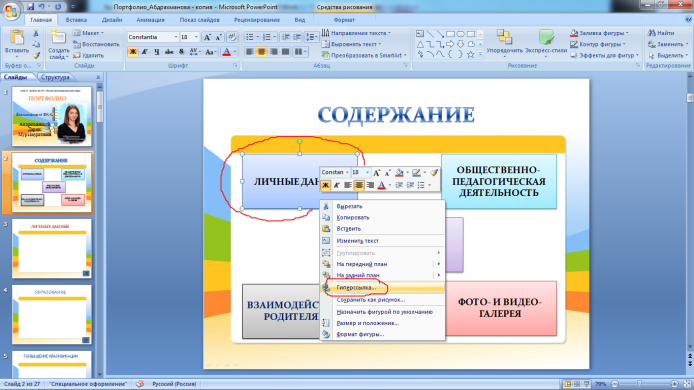 Портфолио_Абдрахманова - копия - Microsoft PowerPoint
Средства рисования
Главная
Вставка
Дизайн
Анимация
Показ слайдов
Рецензирование
Вид
Формат
Вставить
Буфер о...
Создать слайд
Макет
Восстановить
Удалить
Слайды
Constantia
18
Шрифт
Направление текста
Выровнять текст
Преобразовать в SmartArt
Абзац
Упорядочить
Экспресс-стили
Заливка фигуры
Контур фигуры
Эффекты для фигур
Рисование
Найти
Заменить
Выделить
Редактирование
Слайды
Структура
1
ПОРТФОЛИО
2
СОДЕРЖАНИЕ
3
ЛИЧНЫЕ ДАННЫЕ
4
ОБРАЗОВАНИЕ
5
ПОВЫШЕНИЕ КВАЛИФИКАЦИИ
СОДЕРЖАНИЕ
ЛИЧНЫЕ ДАН
Constan
18
ОБЩЕСТВЕННО-
ПЕДАГОГИЧЕСКАЯ
ДЕЯТЕЛЬНОСТЬ
Вырезать
Копировать
Вставить
Изменить текст
Группировать
На передний план
На задний план
Гиперссылка...
Сохранить как рисунок...
Назначить фигурой по умолчанию
Размер и положение...
Формат фигуры...
ВЗАИМОДЕЙСТ
РОДИТЕЛЯ
ФОТО- И ВИДЕО-
ГАЛЕРЕЯ
Слайд 2 из 27
"Специальное оформление"
Русский (Россия)
79%